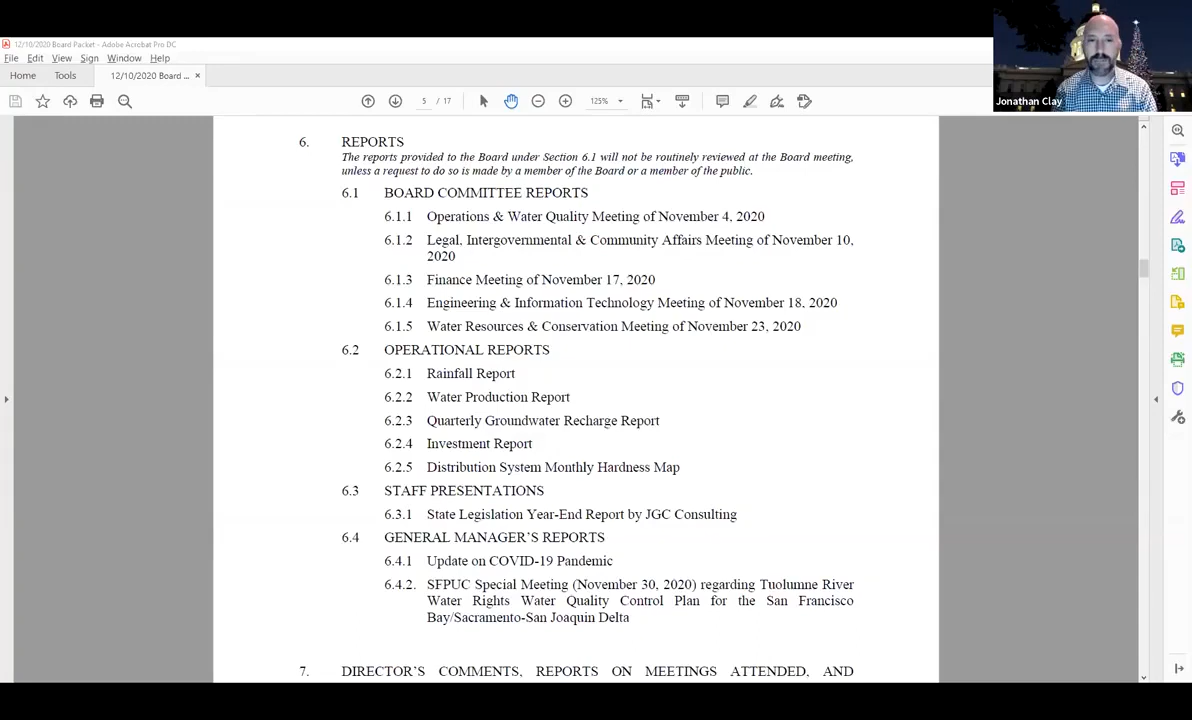 12/10/2020 Board Packet - Adobe Acrobat Pro DC
File Edit View Sign Window Help
Home Tools 12/10/2020 Board ... ×
5 / 17 125%
Jonathan Clay
6. REPORTS
The reports provided to the Board under Section 6.1 will not be routinely reviewed at the Board meeting,
unless a request to do so is made by a member of the Board or a member of the public.
6.1 BOARD COMMITTEE REPORTS
6.1.1 Operations & Water Quality Meeting of November 4, 2020
6.1.2 Legal, Intergovernmental & Community Affairs Meeting of November 10,
2020
6.1.3 Finance Meeting of November 17, 2020
6.1.4 Engineering & Information Technology Meeting of November 18, 2020
6.1.5 Water Resources & Conservation Meeting of November 23, 2020
6.2 OPERATIONAL REPORTS
6.2.1 Rainfall Report
6.2.2 Water Production Report
6.2.3 Quarterly Groundwater Recharge Report
6.2.4 Investment Report
6.2.5 Distribution System Monthly Hardness Map
6.3 STAFF PRESENTATIONS
6.3.1 State Legislation Year-End Report by JGC Consulting
6.4 GENERAL MANAGER'S REPORTS
6.4.1 Update on COVID-19 Pandemic
6.4.2. SFPUC Special Meeting (November 30, 2020) regarding Tuolumne River
Water Rights Water Quality Control Plan for the San Francisco
Bay/Sacramento-San Joaquin Delta
7. DIRECTOR'S COMMENTS, REPORTS ON MEETINGS ATTENDED, AND